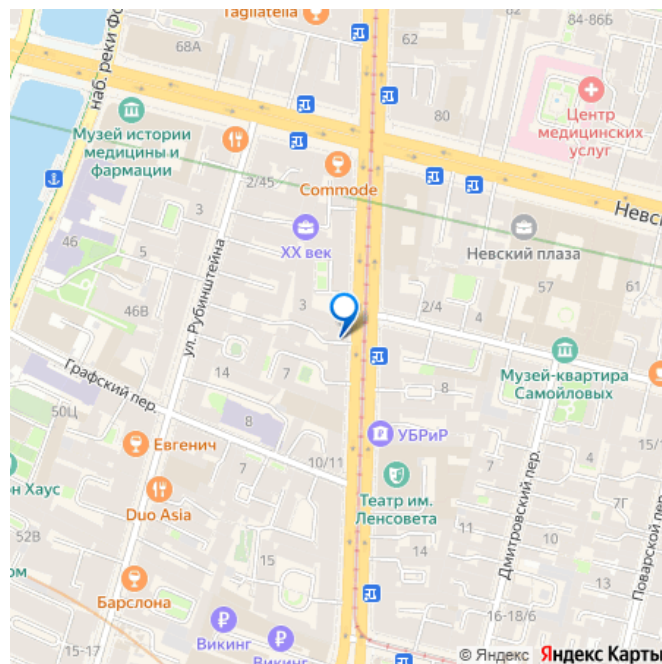 Tagliatella
84-86Б
62
62
68А
наб. реки Фо
80
Центр
медицинских
услуг
Музей истории
медицины и
фармации
Commode
2/45
3
Невс
XX век
Невский плаза
46
ул. Рубинштейна
57
61
46В
3
2/4
4
Графский пер.
14
7
8
Музей-квартира
Самойловых
50Ц
8
УБРиР
Евгенич
10/11
4
7
15/1
он Хаус
7
Театр им.
Ленсовета
Дмитровский пер.
10
7Г
Duo Asia
11
Поварской пер.
52В
15
14
11
ом
13
Барслона
16-18/6
Викинг
15-17
Викинг
© Яндекс Яндекс Карты